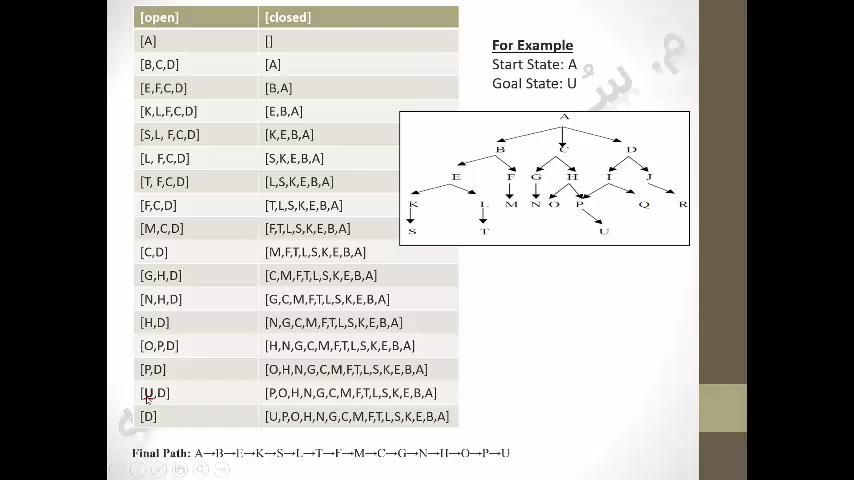 [open] [closed]
[A] []
[B,C,D] [A]
[E,F,C,D] [B,A]
[K,L,F,C,D] [E,B,A]
[S,L, F,C,D] [K,E,B,A]
[L, F,C,D] [S,K,E,B,A]
[T, F,C,D] [L,S,K,E,B,A]
[F,C,D] [T,L,S,K,E,B,A]
[M,C,D] [F,T,L,S,K,E,B,A]
[C,D] [M,F,T,L,S,K,E,B,A]
[G,H,D] [C,M,F,T,L,S,K,E,B,A]
[N,H,D] [G,C,M,F,T,L,S,K,E,B,A]
[H,D] [N,G,C,M,F,T,L,S,K,E,B,A]
[O,P,D] [H,N,G,C,M,F,T,L,S,K,E,B,A]
[P,D] [O,H,N,G,C,M,F,T,L,S,K,E,B,A]
[U,D] [P,O,H,N,G,C,M,F,T,L,S,K,E,B,A]
[D] [U,P,O,H,N,G,C,M,F,T,L,S,K,E,B,A]
For Example
Start State: A
Goal State: U
A
B C D
E F G H I J
K L M N O P Q R
S T U
Final Path: A→B→E→K→S→L→T→F→M→C→G→N→H→O→P→U